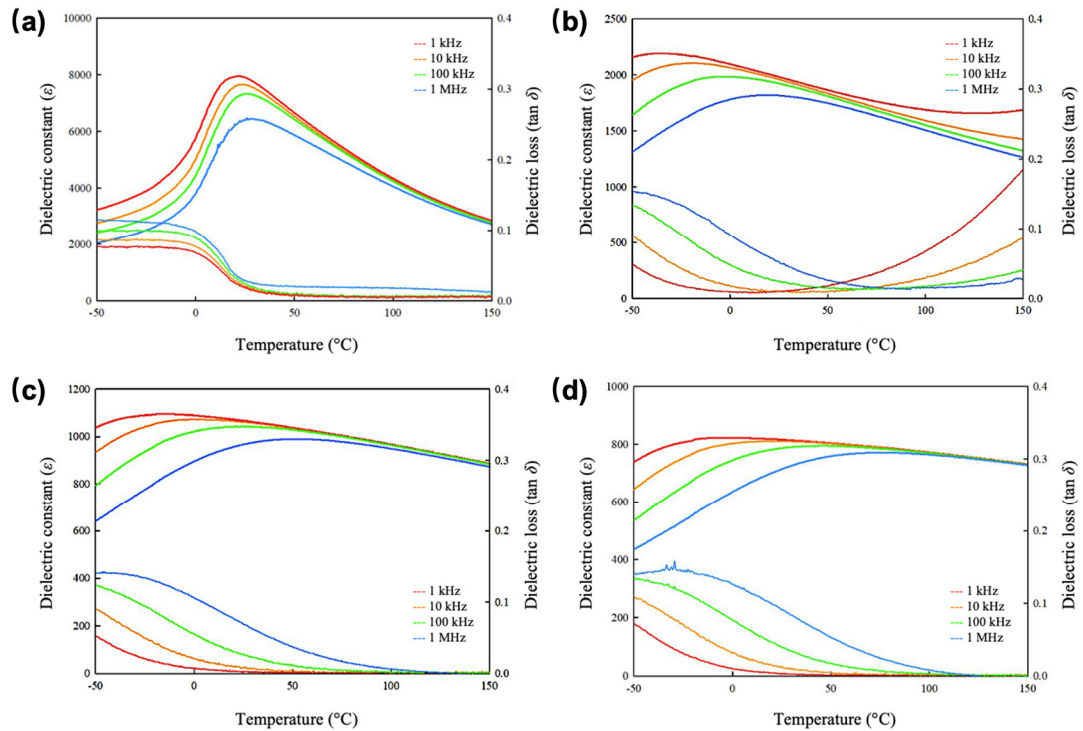 (a)
10000
8000
6000
4000
2000
0
Dielectric constant (ε)
0.4
0.3
0.2
0.1
0.0
Dielectric loss (tan δ)
1 kHz
10 kHz
100 kHz
1 MHz
-50
0
50
100
150
Temperature (°C)
(b)
2500
2000
1500
1000
500
0
Dielectric constant (ε)
0.4
0.3
0.2
0.1
0.0
Dielectric loss (tan δ)
1 kHz
10 kHz
100 kHz
1 MHz
-50
0
50
100
150
Temperature (°C)
(c)
1200
1000
800
600
400
200
0
Dielectric constant (ε)
0.4
0.3
0.2
0.1
0.0
Dielectric loss (tan δ)
1 kHz
10 kHz
100 kHz
1 MHz
-50
0
50
100
150
Temperature (°C)
(d)
1000
800
600
400
200
0
Dielectric constant (ε)
0.4
0.3
0.2
0.1
0.0
Dielectric loss (tan δ)
1 kHz
10 kHz
100 kHz
1 MHz
-50
0
50
100
150
Temperature (°C)